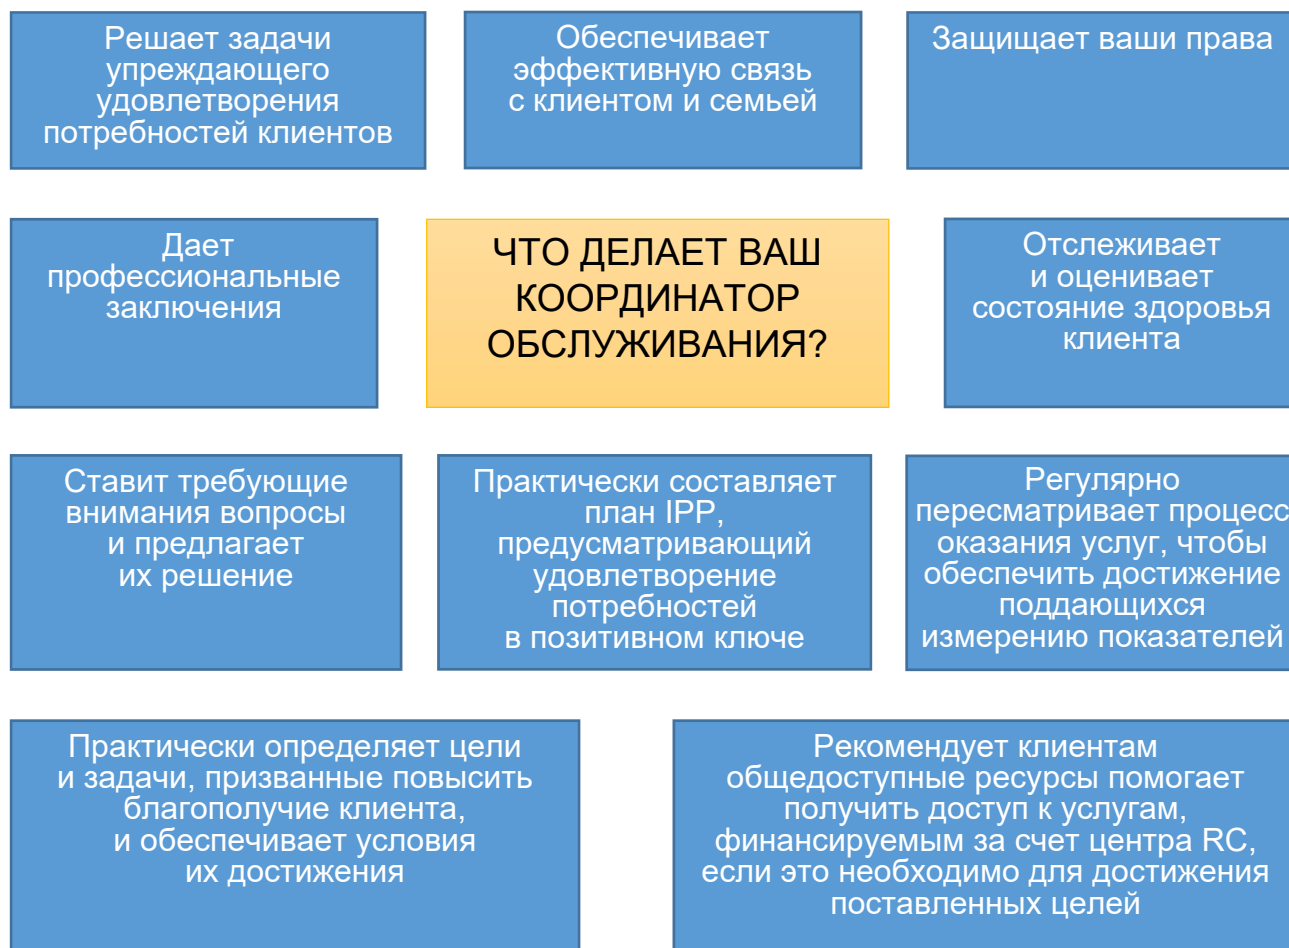 Решает задачи
упреждающего
удовлетворения
потребностей клиентов
Обеспечивает
эффективную связь
с клиентом и семьей
Защищает ваши права
Дает
профессиональные
заключения
ЧТО ДЕЛАЕТ ВАШ
КООРДИНАТОР
ОБСЛУЖИВАНИЯ?
Отслеживает
и оценивает
состояние здоровья
клиента
Ставит требующие
внимания вопросы
и предлагает
их решение
Практически составляет
план IPP,
предусматривающий
удовлетворение
потребностей
в позитивном ключе
Регулярно
пересматривает процесс
оказания услуг, чтобы
обеспечить достижение
поддающихся
измерению показателей
Практически определяет цели
и задачи, призванные повысить
благополучие клиента,
и обеспечивает условия
их достижения
Рекомендует клиентам
общедоступные ресурсы помогает
получить доступ к услугам,
финансируемым за счет центра RC,
если это необходимо для достижения
поставленных целей